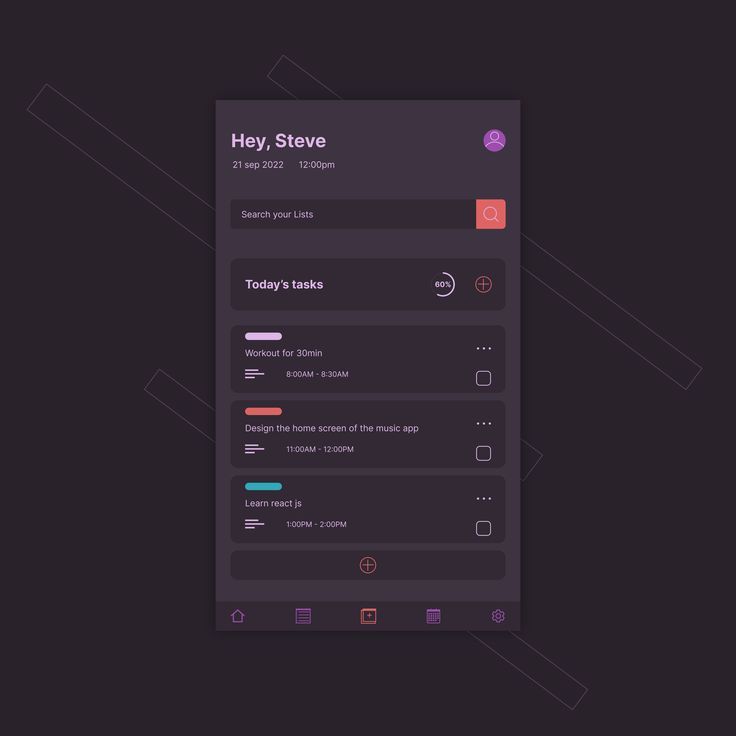 Hey, Steve
21 sep 2022 12:00pm
Search your Lists
Today's tasks 60%
Workout for 30min
8:00AM - 8:30AM
Design the home screen of the music app
11:00AM - 12:00PM
Learn react js
1:00PM - 2:00PM